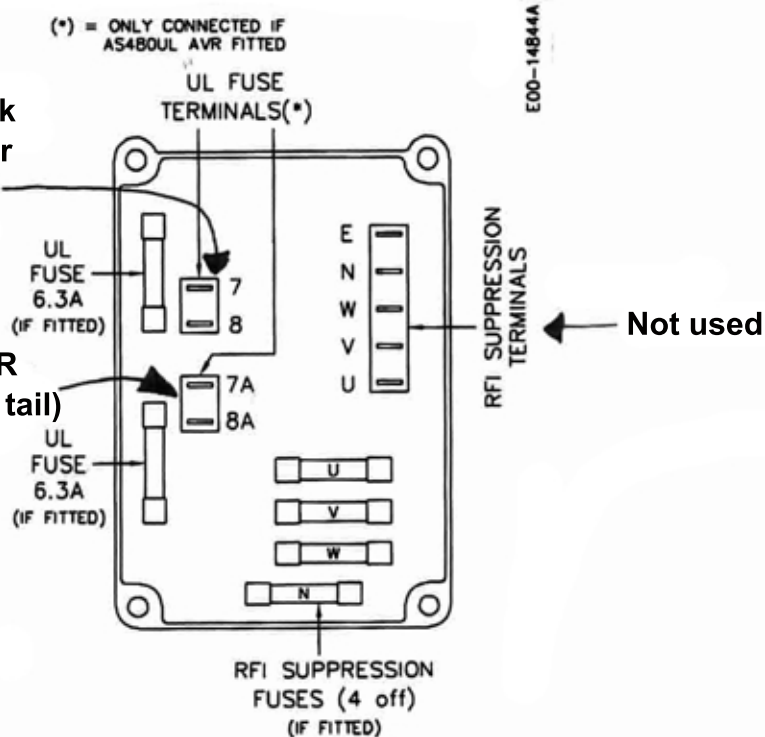 (*) = ONLY CONNECTED IF
AS480UL AVR FITTED
E00-14844A
UL FUSE
TERMINALS(*)
k
r
E
N
W
V
U
RFI SUPPRESSION
TERMINALS
Not used
UL
FUSE
6.3A
(IF FITTED)
7
8
R
tail)
7A
8A
UL
FUSE
6.3A
(IF FITTED)
U
V
W
N
RFI SUPPRESSION
FUSES (4 off)
(IF FITTED)